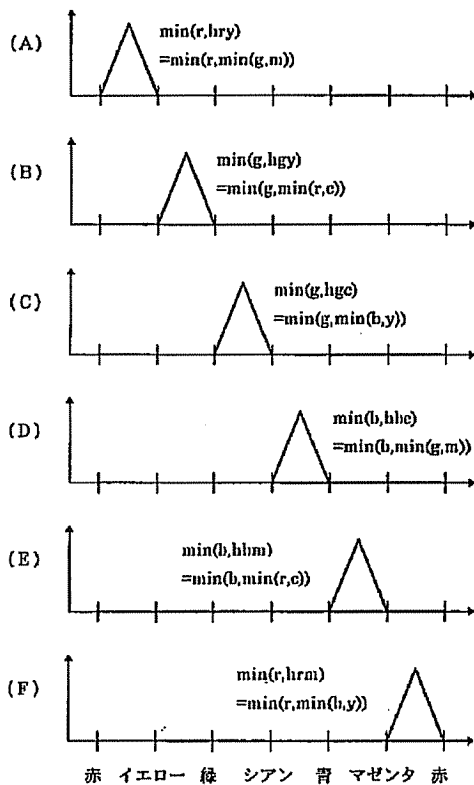 (A)
min(r,hry)
=min(r,min(g,m))
(B)
min(g,hgy)
=min(g,min(r,c))
(C)
min(g,hgc)
=min(g,min(b,y))
(D)
min(b,hbc)
=min(b,min(g,m))
(E)
min(b,hbm)
=min(b,min(r,c))
(F)
min(r,hrm)
=min(r,min(b,y))
赤 イエロー 緑 シアン 青 マゼンタ 赤